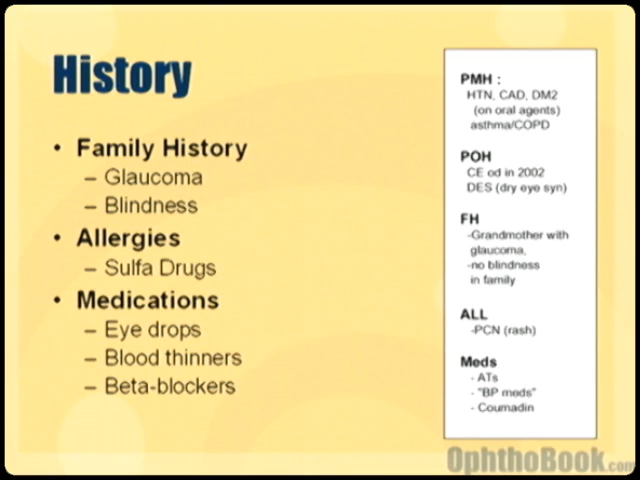 History
• Family History
– Glaucoma
– Blindness
• Allergies
– Sulfa Drugs
• Medications
– Eye drops
– Blood thinners
– Beta-blockers
PMH :
HTN, CAD, DM2
(on oral agents)
asthma/COPD
POH
CE od in 2002
DES (dry eye syn)
FH
-Grandmother with
glaucoma,
-no blindness
in family
ALL
-PCN (rash)
Meds
- ATs
- "BP meds"
- Coumadin
OphthoBook.com